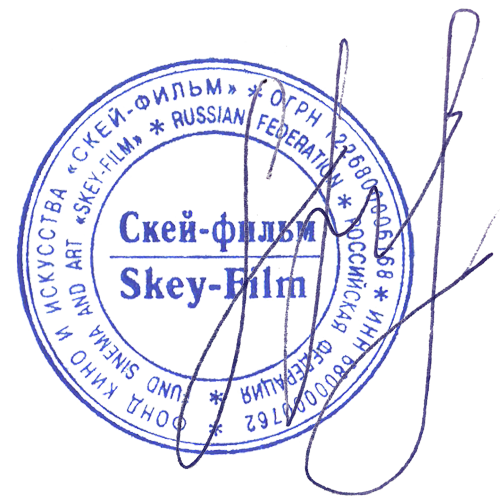 ФОНД КИНО И ИСКУССТВА «СКЕЙ-ФИЛЬМ» * ОГРН * ИНН 6800000762 *
FUND SINEMA AND ART «SKEY-FILM» * RUSSIAN FEDERATION * РОССИЙСКАЯ ФЕДЕРАЦИЯ *
Скей-фильм
Skey-Film